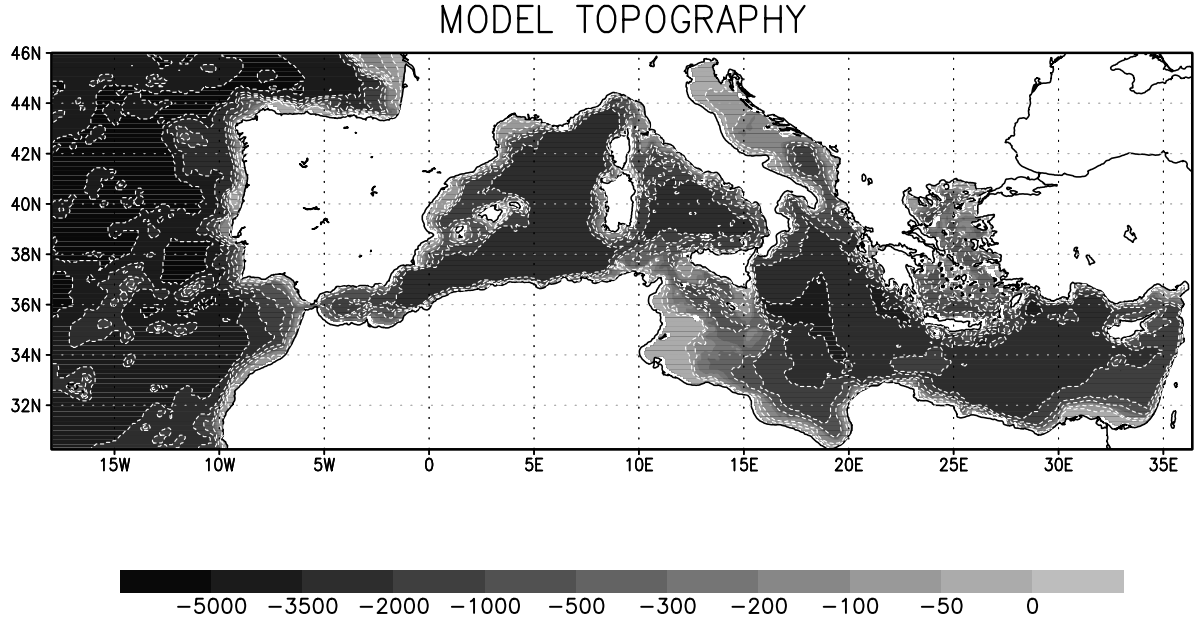 MODEL TOPOGRAPHY
46N
44N
42N
40N
38N
36N
34N
32N
15W 10W 5W 0 5E 10E 15E 20E 25E 30E 35E
−5000 −3500 −2000 −1000 −500 −300 −200 −100 −50 0